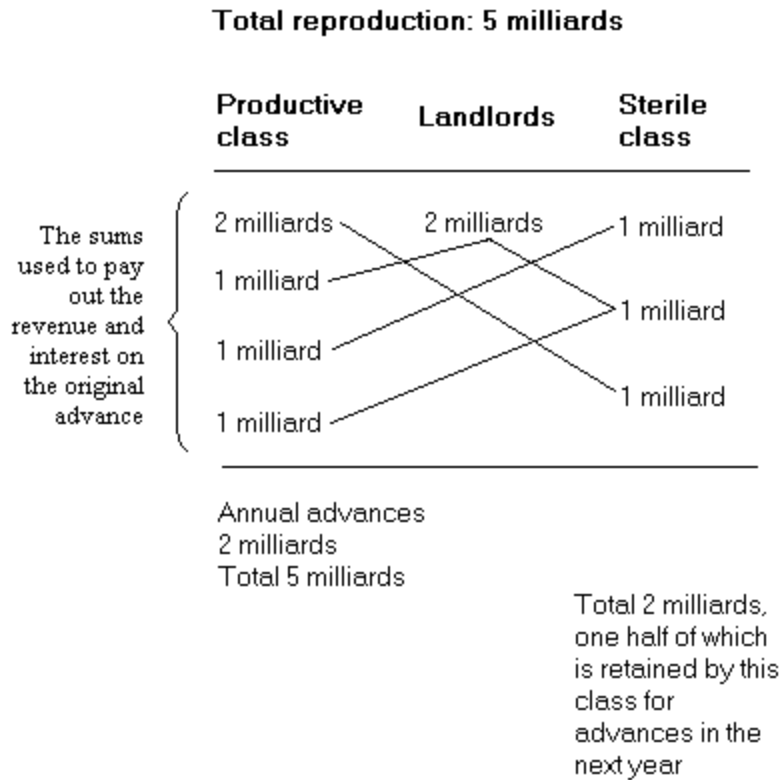 Total reproduction: 5 milliards
Productive
class
Landlords
Sterile
class
The sums
used to pay
out the
revenue and
interest on
the original
advance
2 milliards
2 milliards
1 milliard
1 milliard
1 milliard
1 milliard
1 milliard
1 milliard
Annual advances
2 milliards
Total 5 milliards
Total 2 milliards,
one half of which
is retained by this
class for
advances in the
next year